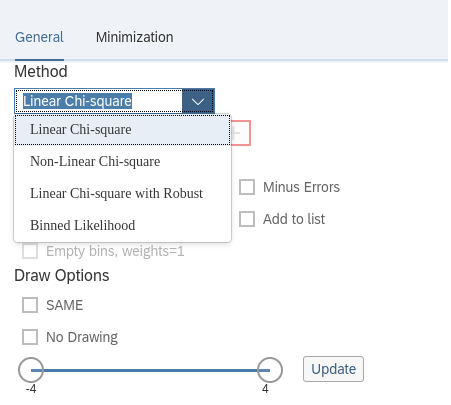 General Minimization
Method
Linear Chi-square
Linear Chi-square
Non-Linear Chi-square
Linear Chi-square with Robust
Minus Errors
Binned Likelihood
Add to list
Empty bins, weights=1
Draw Options
SAME
No Drawing
Update
-4 4